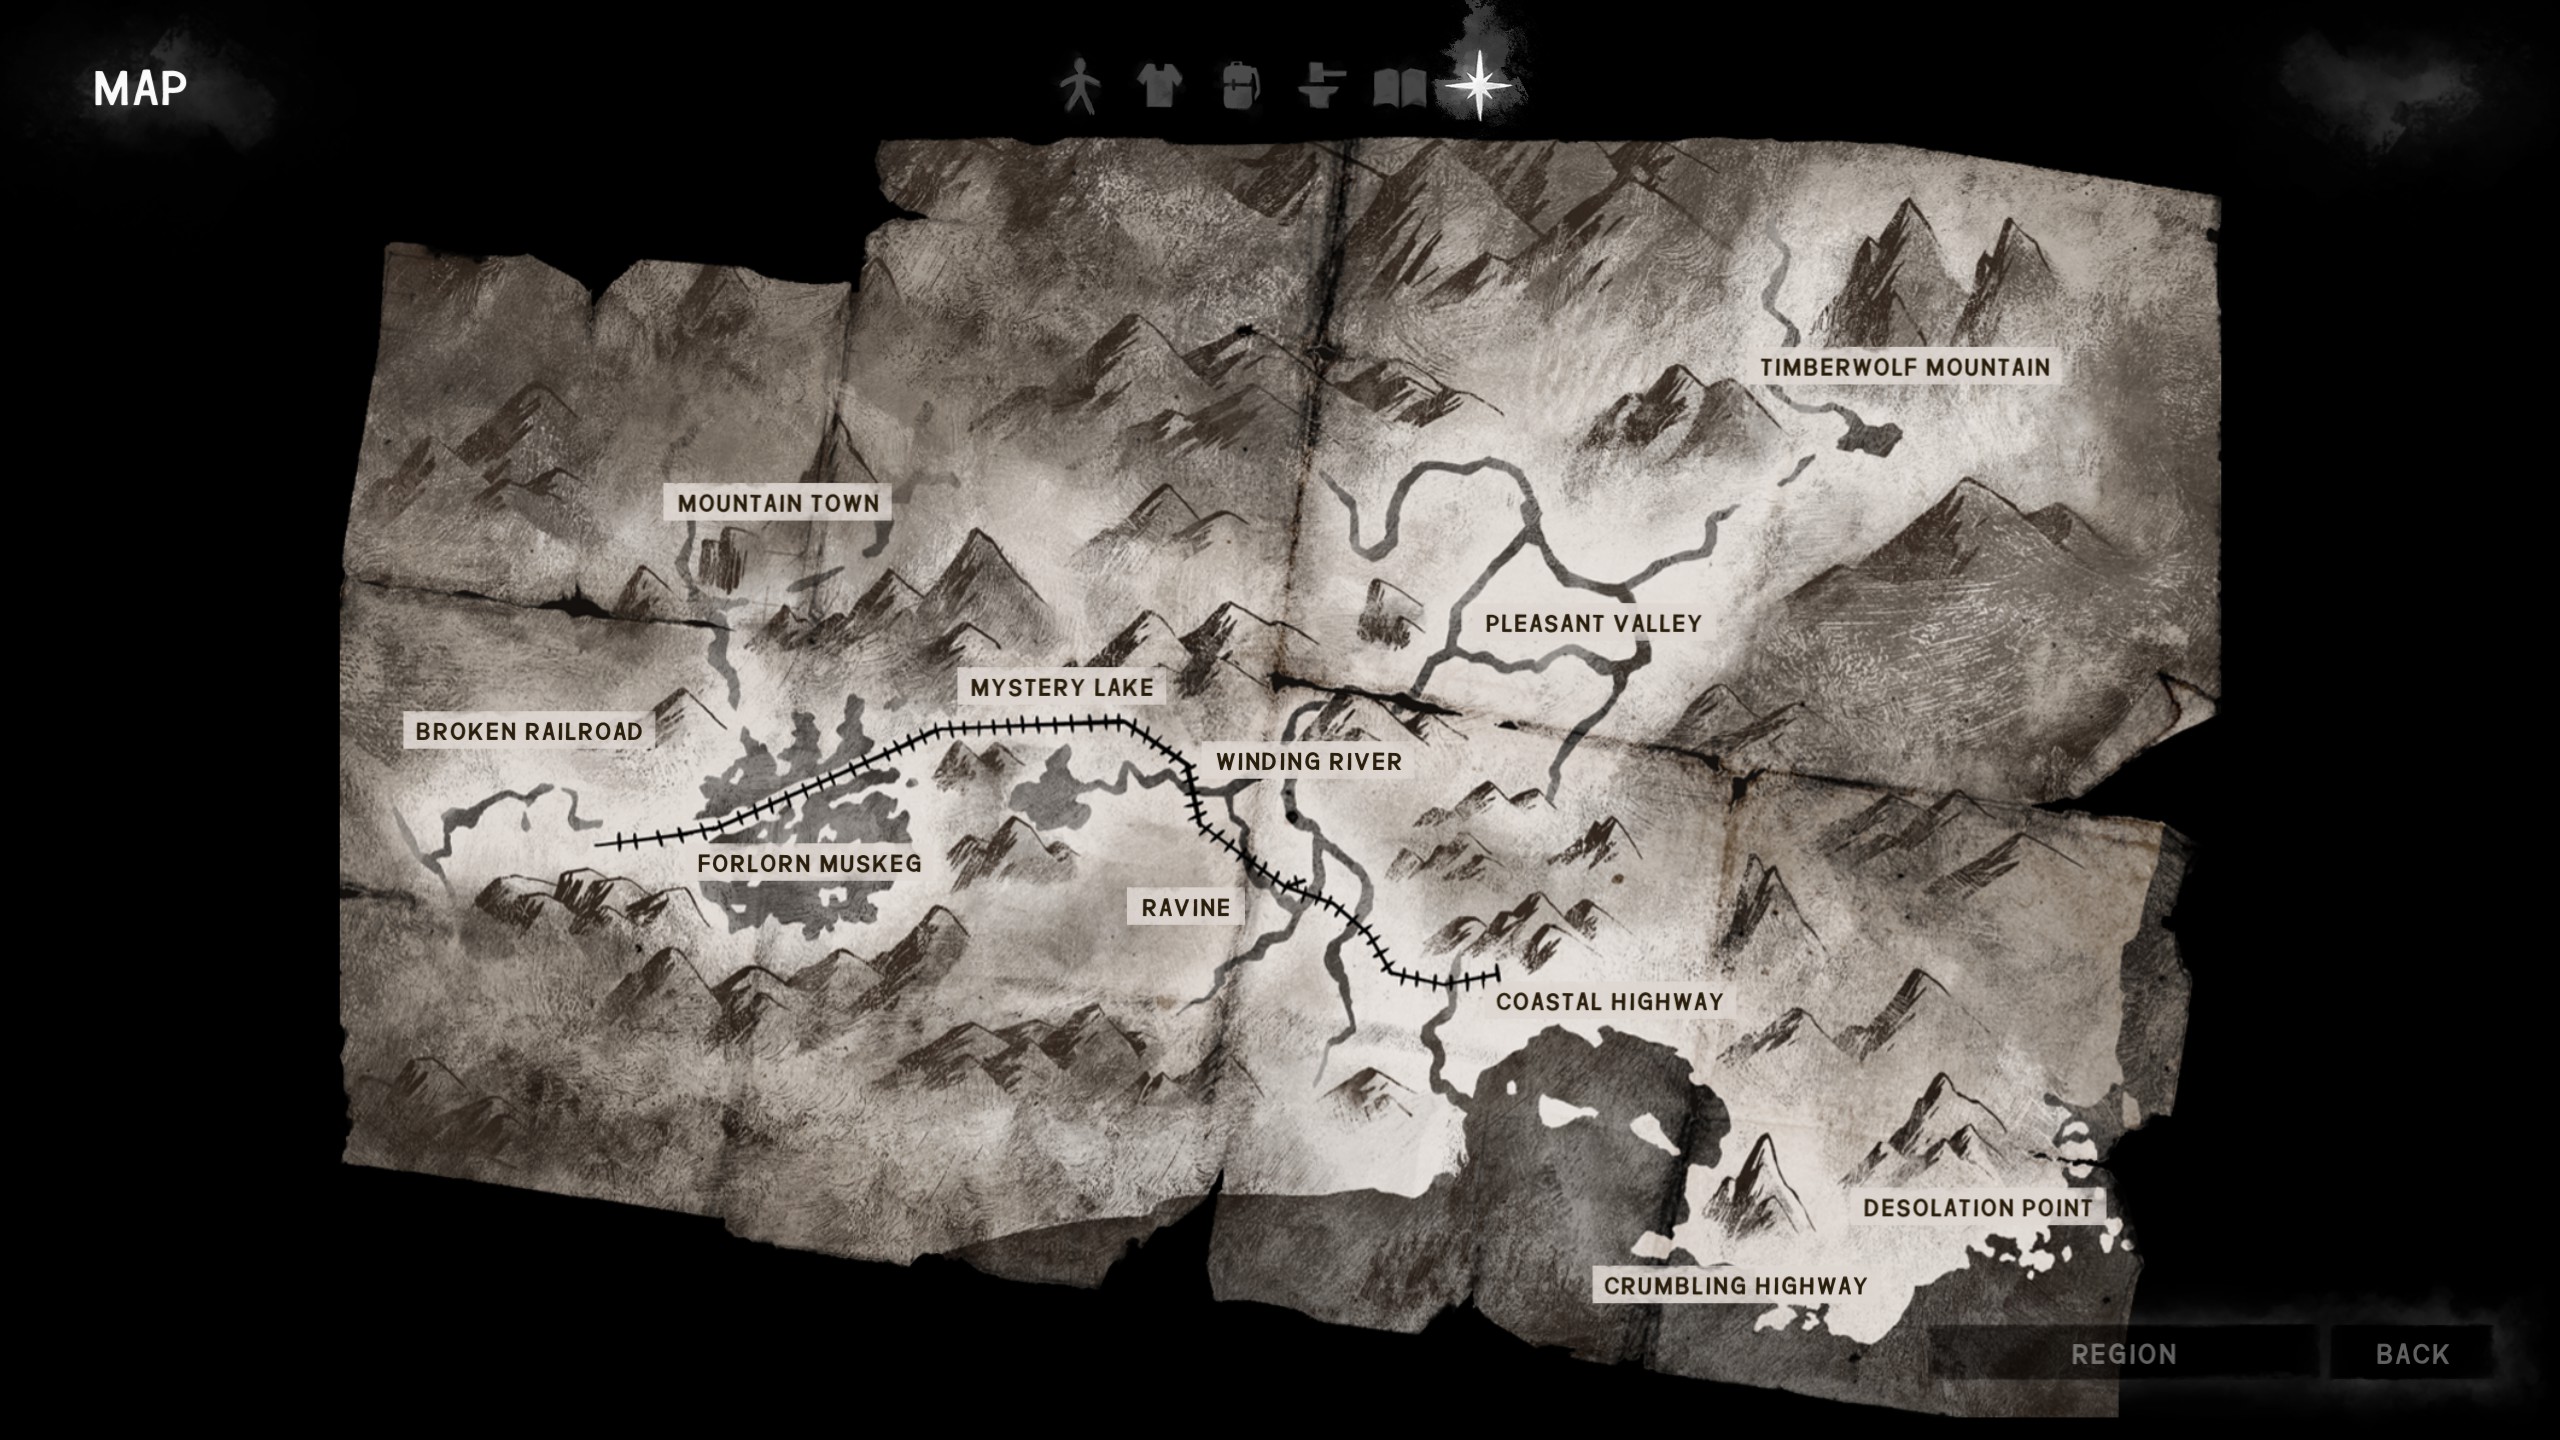 MAP
TIMBERWOLF MOUNTAIN
MOUNTAIN TOWN
PLEASANT VALLEY
MYSTERY LAKE
BROKEN RAILROAD
WINDING RIVER
FORLORN MUSKEG
RAVINE
COASTAL HIGHWAY
DESOLATION POINT
CRUMBLING HIGHWAY
REGION
BACK